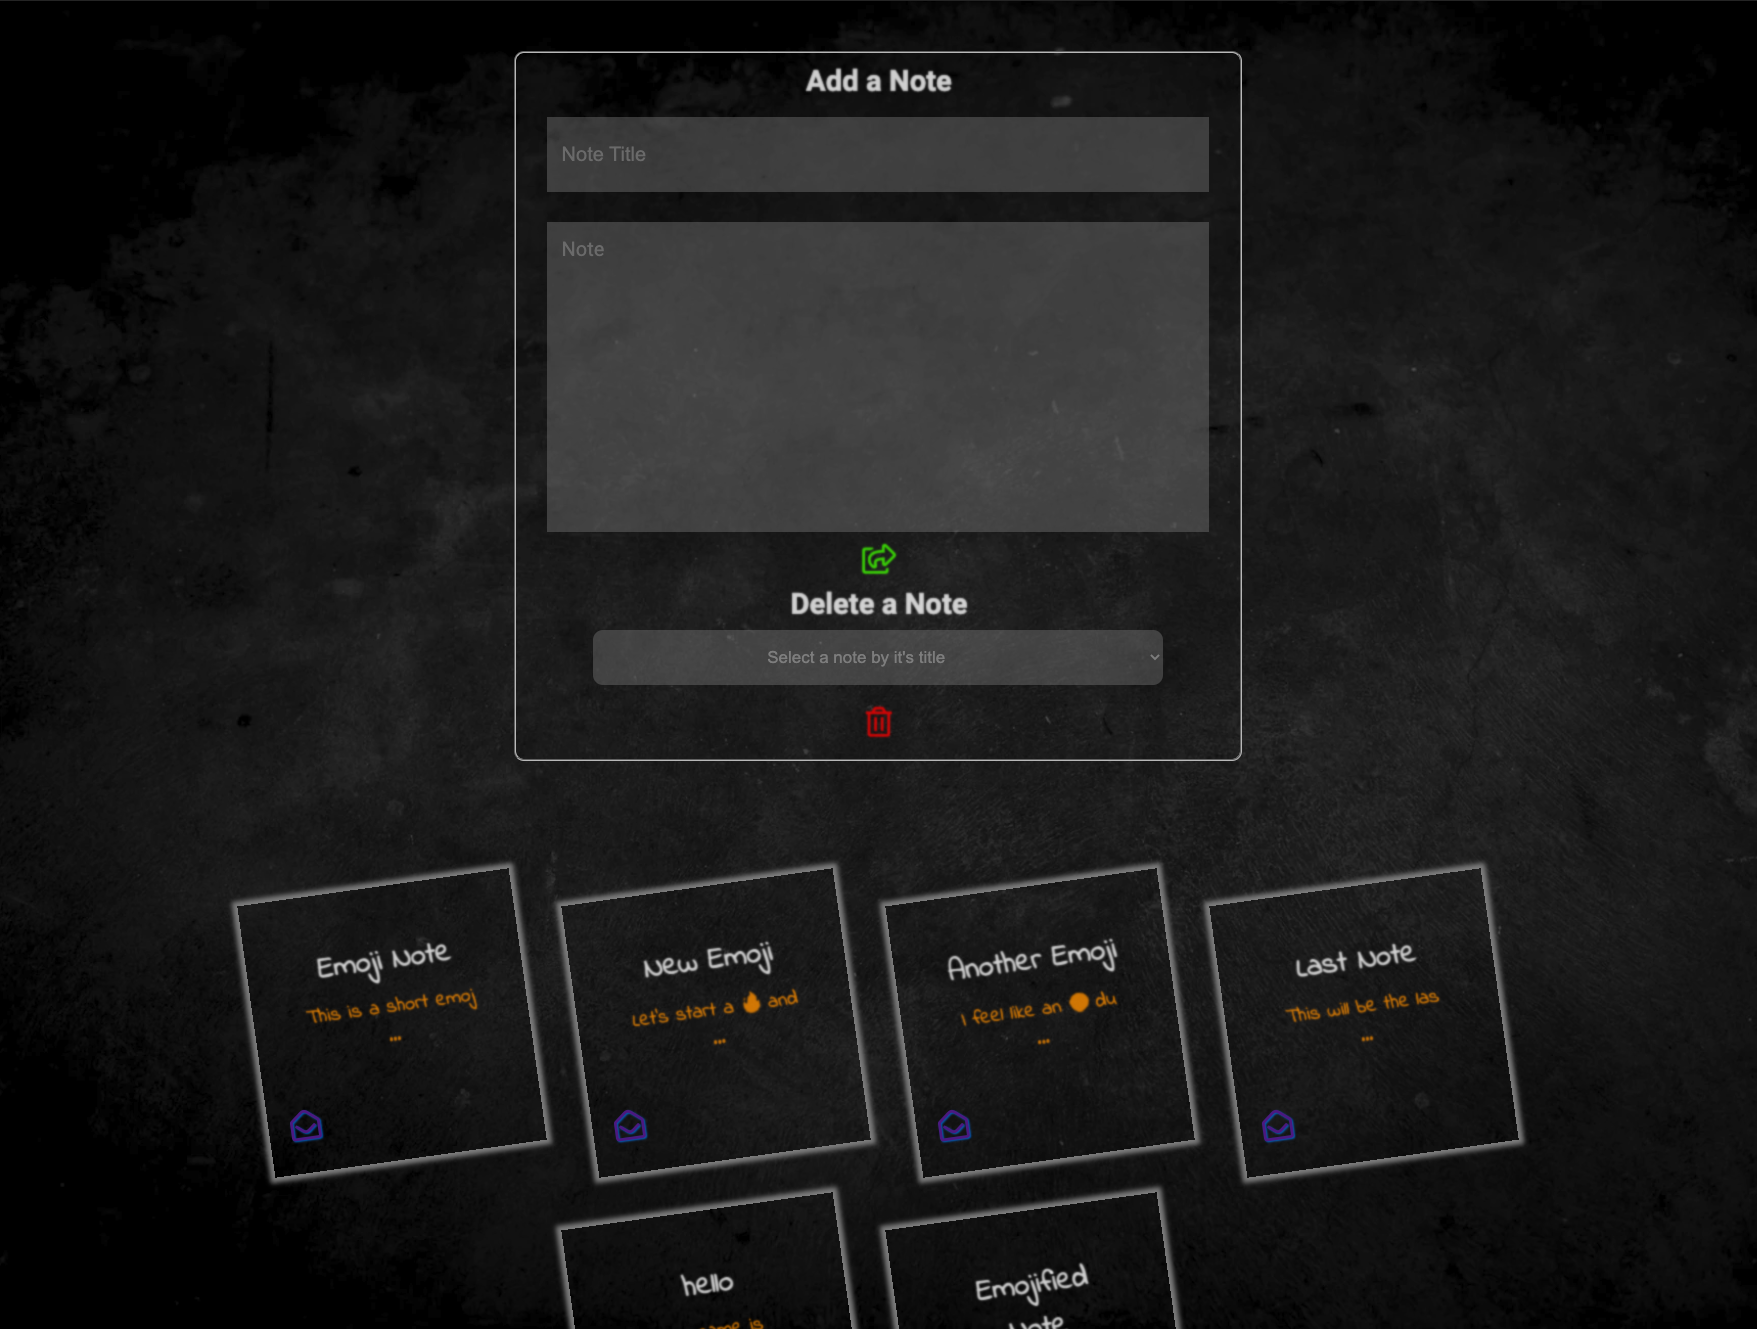 Add a Note
Note Title
Note
Delete a Note
Select a note by it's title
Emoji Note
This is a short emoj
...
New Emoji
Let's start a 🔥 and
...
Another Emoji
I feel like an du
...
Last Note
This will be the las
...
hello
is
Emojified
Note